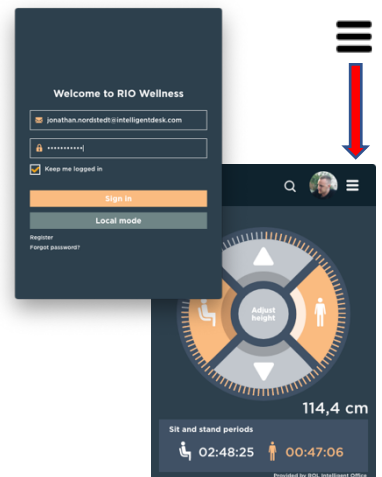 Welcome to RIO Wellness
jonathan.nordstedt@intelligentdesk.com
Keep me logged in
Sign in
Local mode
Register
Forgot password?
Adjust
height
114,4 cm
Sit and stand periods
02:48:25 00:47:06
Provided by ROL Intelligent Office